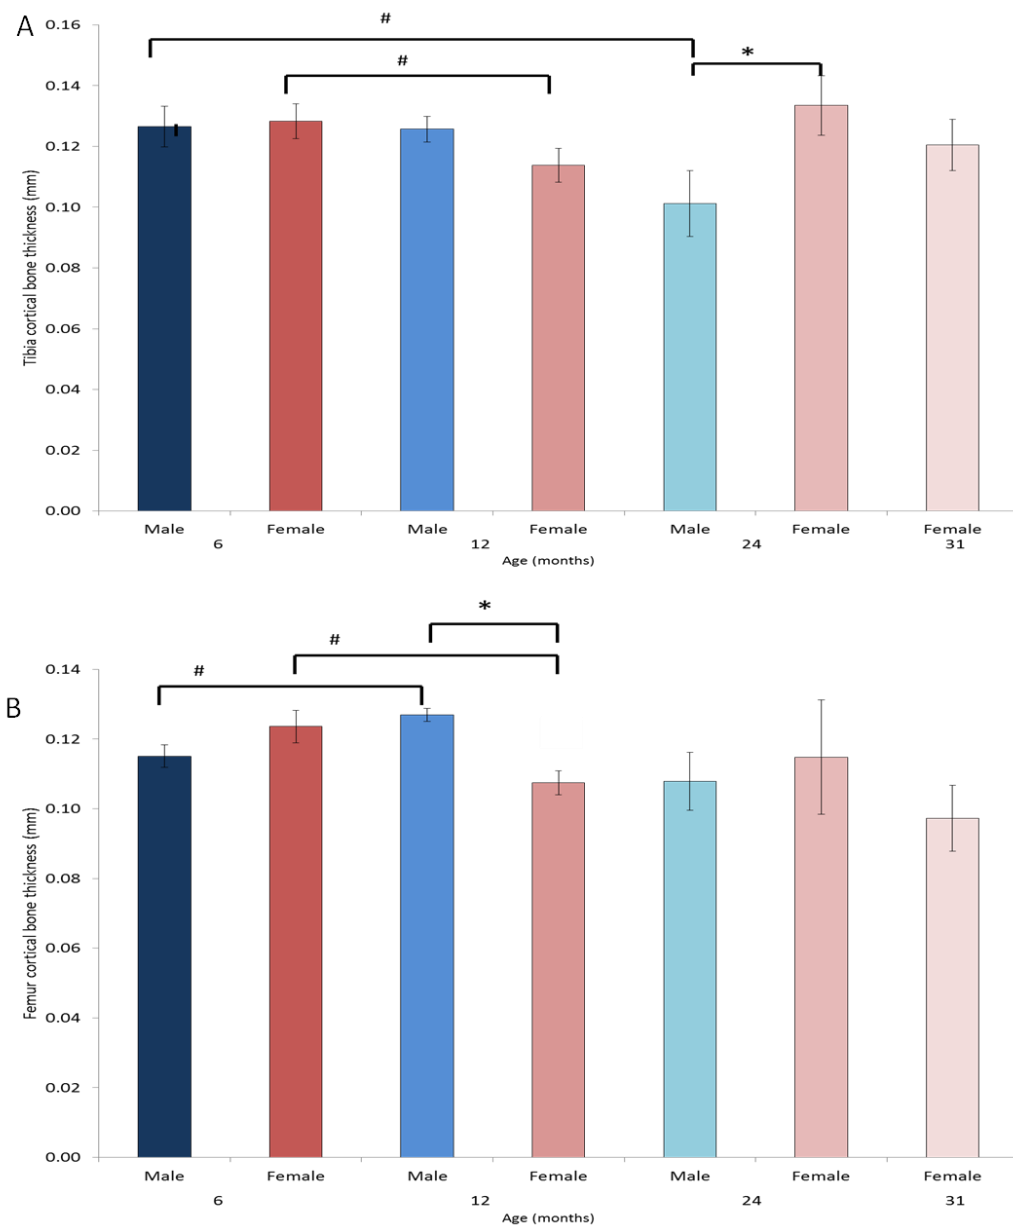 A
#
#
*
Tibia cortical bone thickness (mm)
0.16
0.14
0.12
0.10
0.08
0.06
0.04
0.02
0.00
Male Female Male Female Male Female Female
6 12 24 31
Age (months)
B
*
#
#
Femur cortical bone thickness (mm)
0.14
0.12
0.10
0.08
0.06
0.04
0.02
0.00
Male Female Male Female Male Female Female
6 12 24 31
Age (months)